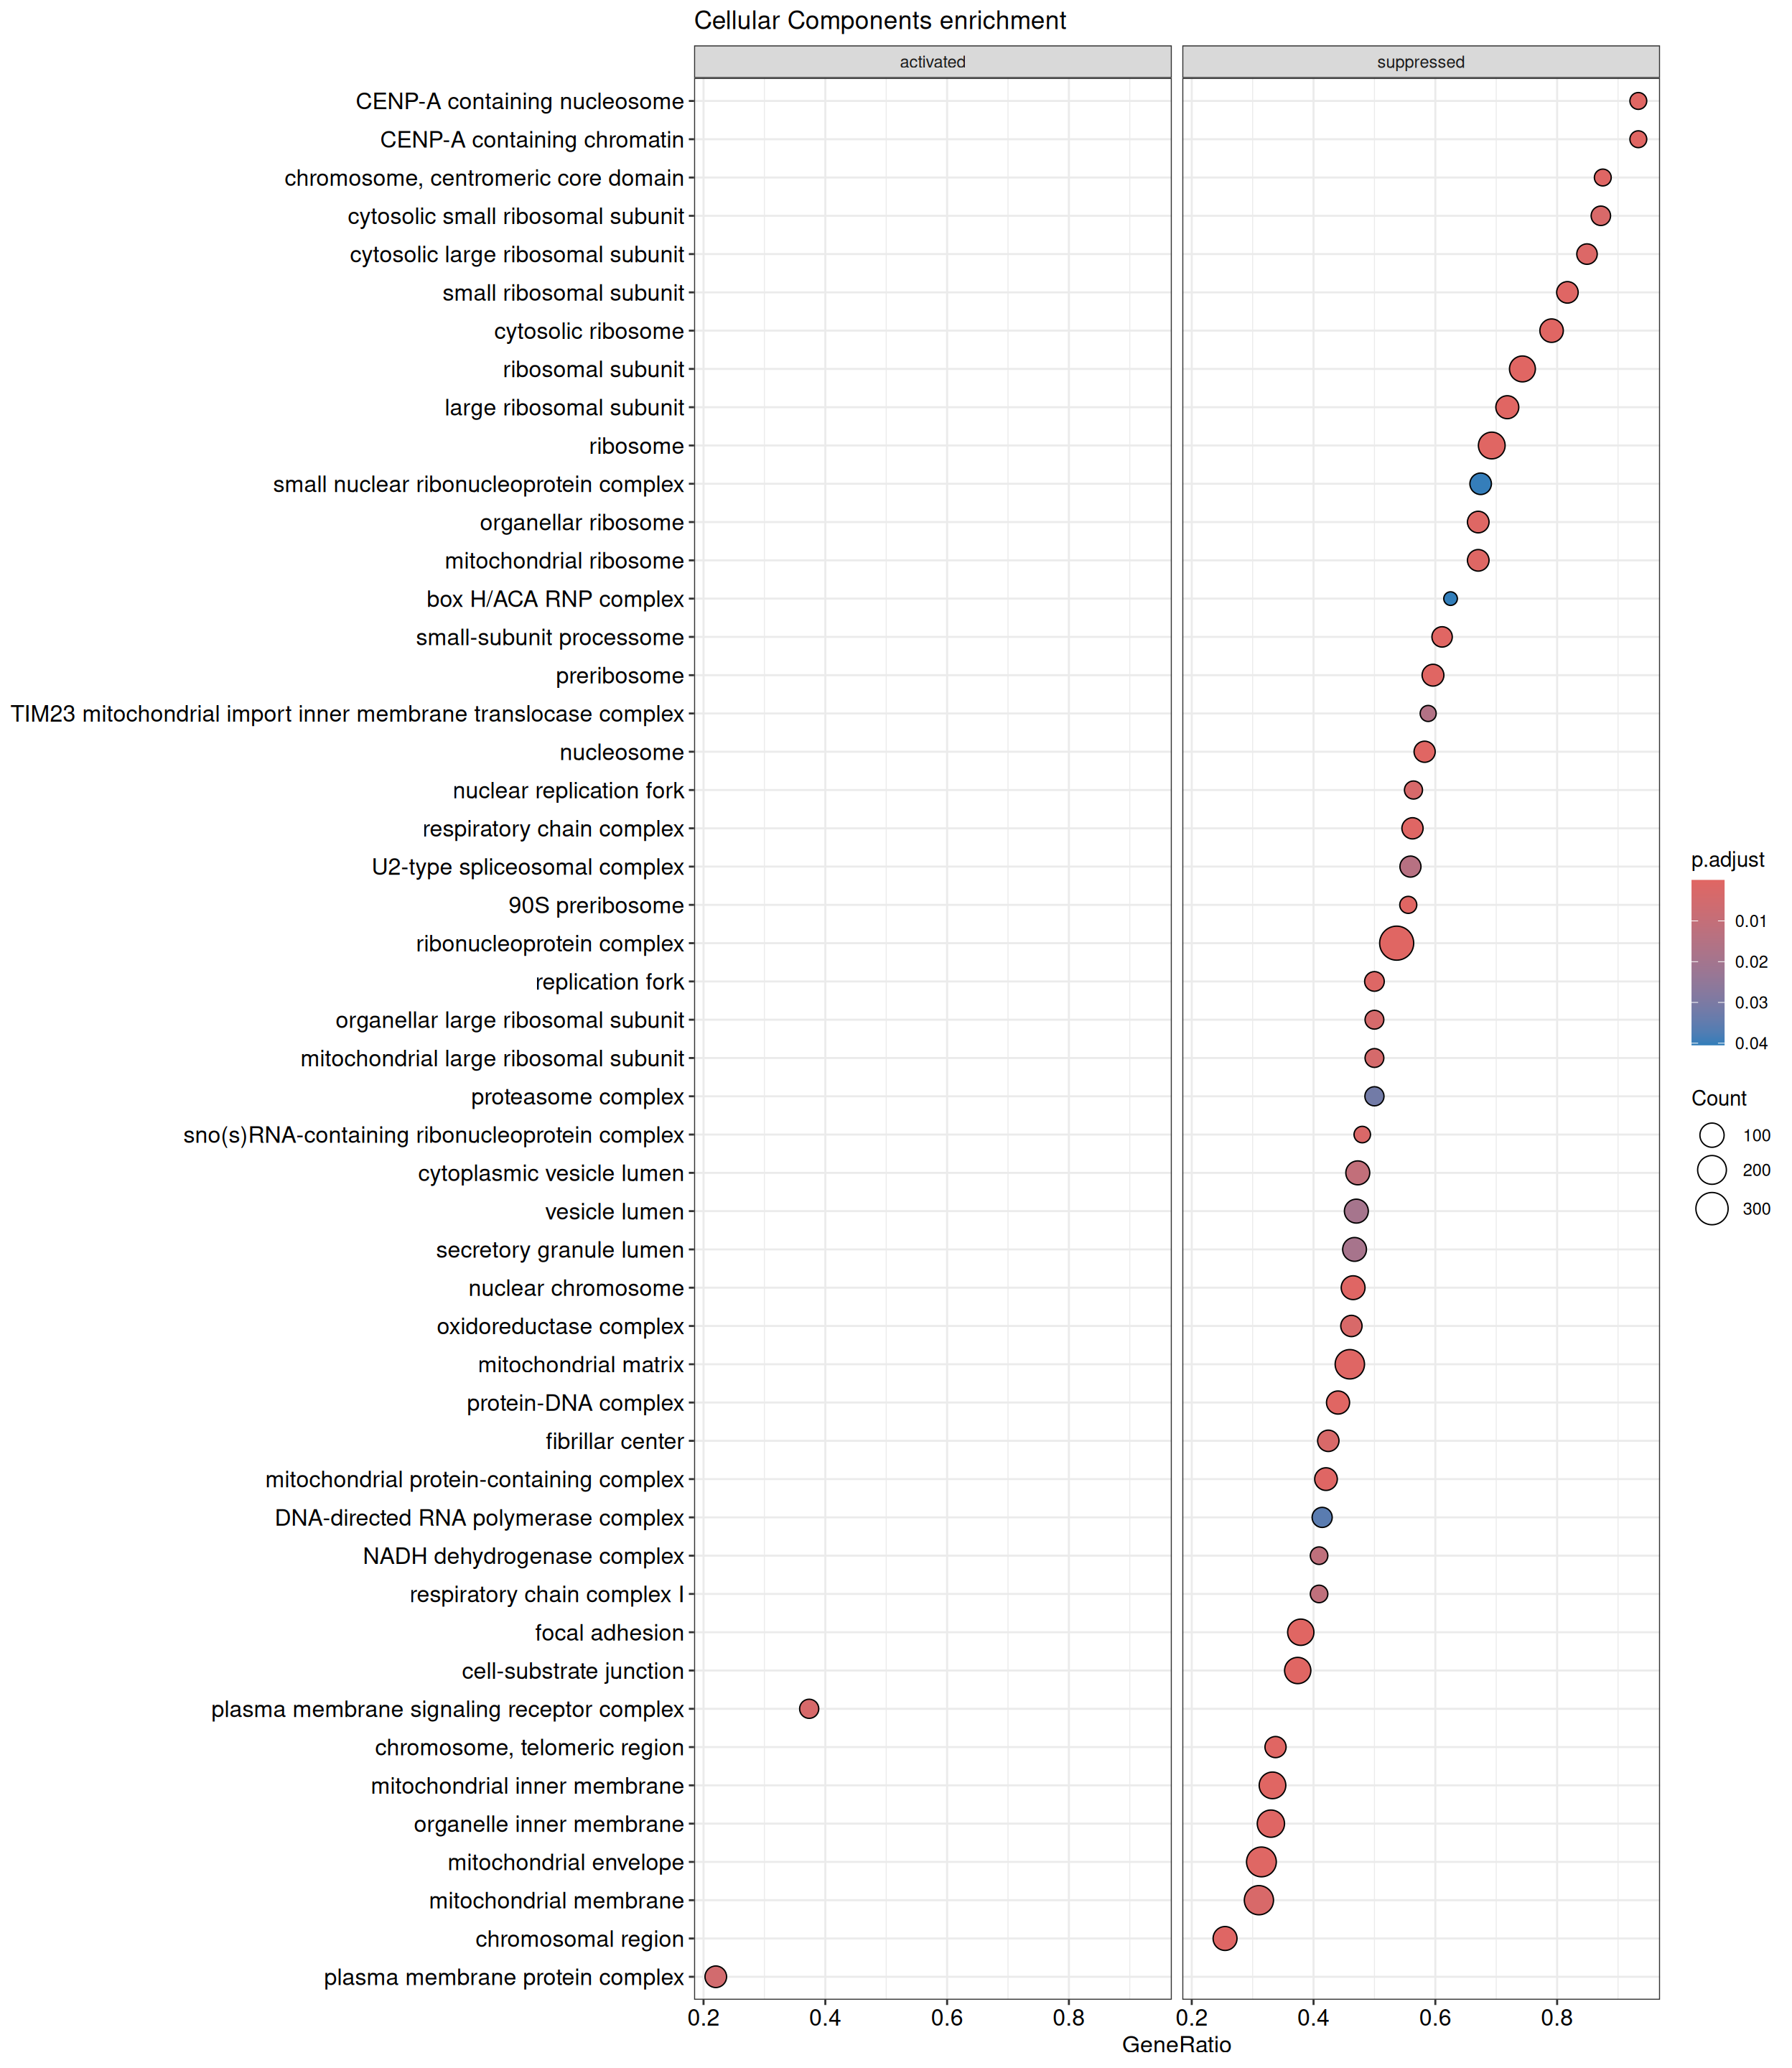 Cellular Components enrichment
activated
suppressed
CENP-A containing nucleosome
CENP-A containing chromatin
chromosome, centromeric core domain
cytosolic small ribosomal subunit
cytosolic large ribosomal subunit
small ribosomal subunit
cytosolic ribosome
ribosomal subunit
large ribosomal subunit
ribosome
small nuclear ribonucleoprotein complex
organellar ribosome
mitochondrial ribosome
box H/ACA RNP complex
small-subunit processome
preribosome
TIM23 mitochondrial import inner membrane translocase complex
nucleosome
nuclear replication fork
respiratory chain complex
U2-type spliceosomal complex
90S preribosome
ribonucleoprotein complex
replication fork
organellar large ribosomal subunit
mitochondrial large ribosomal subunit
proteasome complex
sno(s)RNA-containing ribonucleoprotein complex
cytoplasmic vesicle lumen
vesicle lumen
secretory granule lumen
nuclear chromosome
oxidoreductase complex
mitochondrial matrix
protein-DNA complex
fibrillar center
mitochondrial protein-containing complex
DNA-directed RNA polymerase complex
NADH dehydrogenase complex
respiratory chain complex I
focal adhesion
cell-substrate junction
plasma membrane signaling receptor complex
chromosome, telomeric region
mitochondrial inner membrane
organelle inner membrane
mitochondrial envelope
mitochondrial membrane
chromosomal region
plasma membrane protein complex
0.2 0.4 0.6 0.8 0.2 0.4 0.6 0.8
GeneRatio
p.adjust
0.01
0.02
0.03
0.04
Count
100
200
300